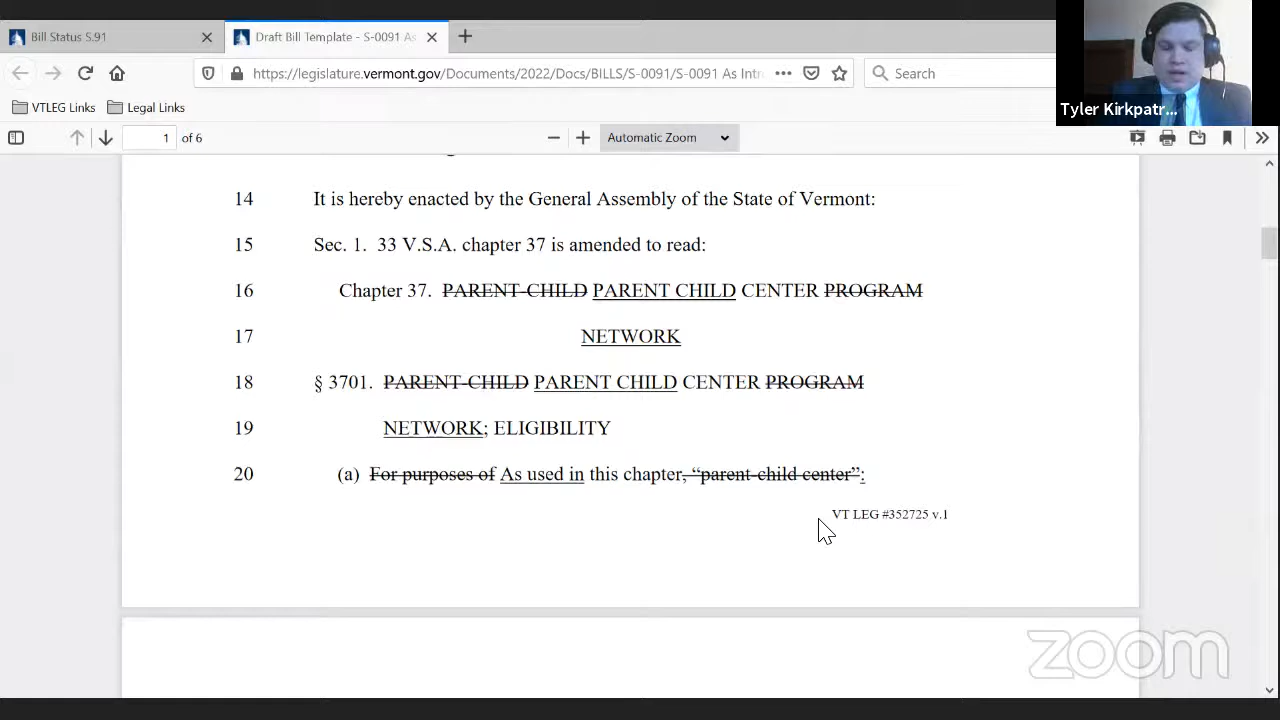 Bill Status S.91
Draft Bill Template - S-0091 As
https://legislature.vermont.gov/Documents/2022/Docs/BILLS/S-0091/S-0091 As Intr
Search
VTLEG Links
Legal Links
Tyler Kirkpatr...
1 of 6
Automatic Zoom
14 It is hereby enacted by the General Assembly of the State of Vermont:
15 Sec. 1. 33 V.S.A. chapter 37 is amended to read:
16 Chapter 37. PARENT-CHILD PARENT CHILD CENTER PROGRAM
17 NETWORK
18 § 3701. PARENT-CHILD PARENT CHILD CENTER PROGRAM
19 NETWORK; ELIGIBILITY
20 (a) For purposes of As used in this chapter, “parent-child center”:
VT LEG #352725 v.1
zoom